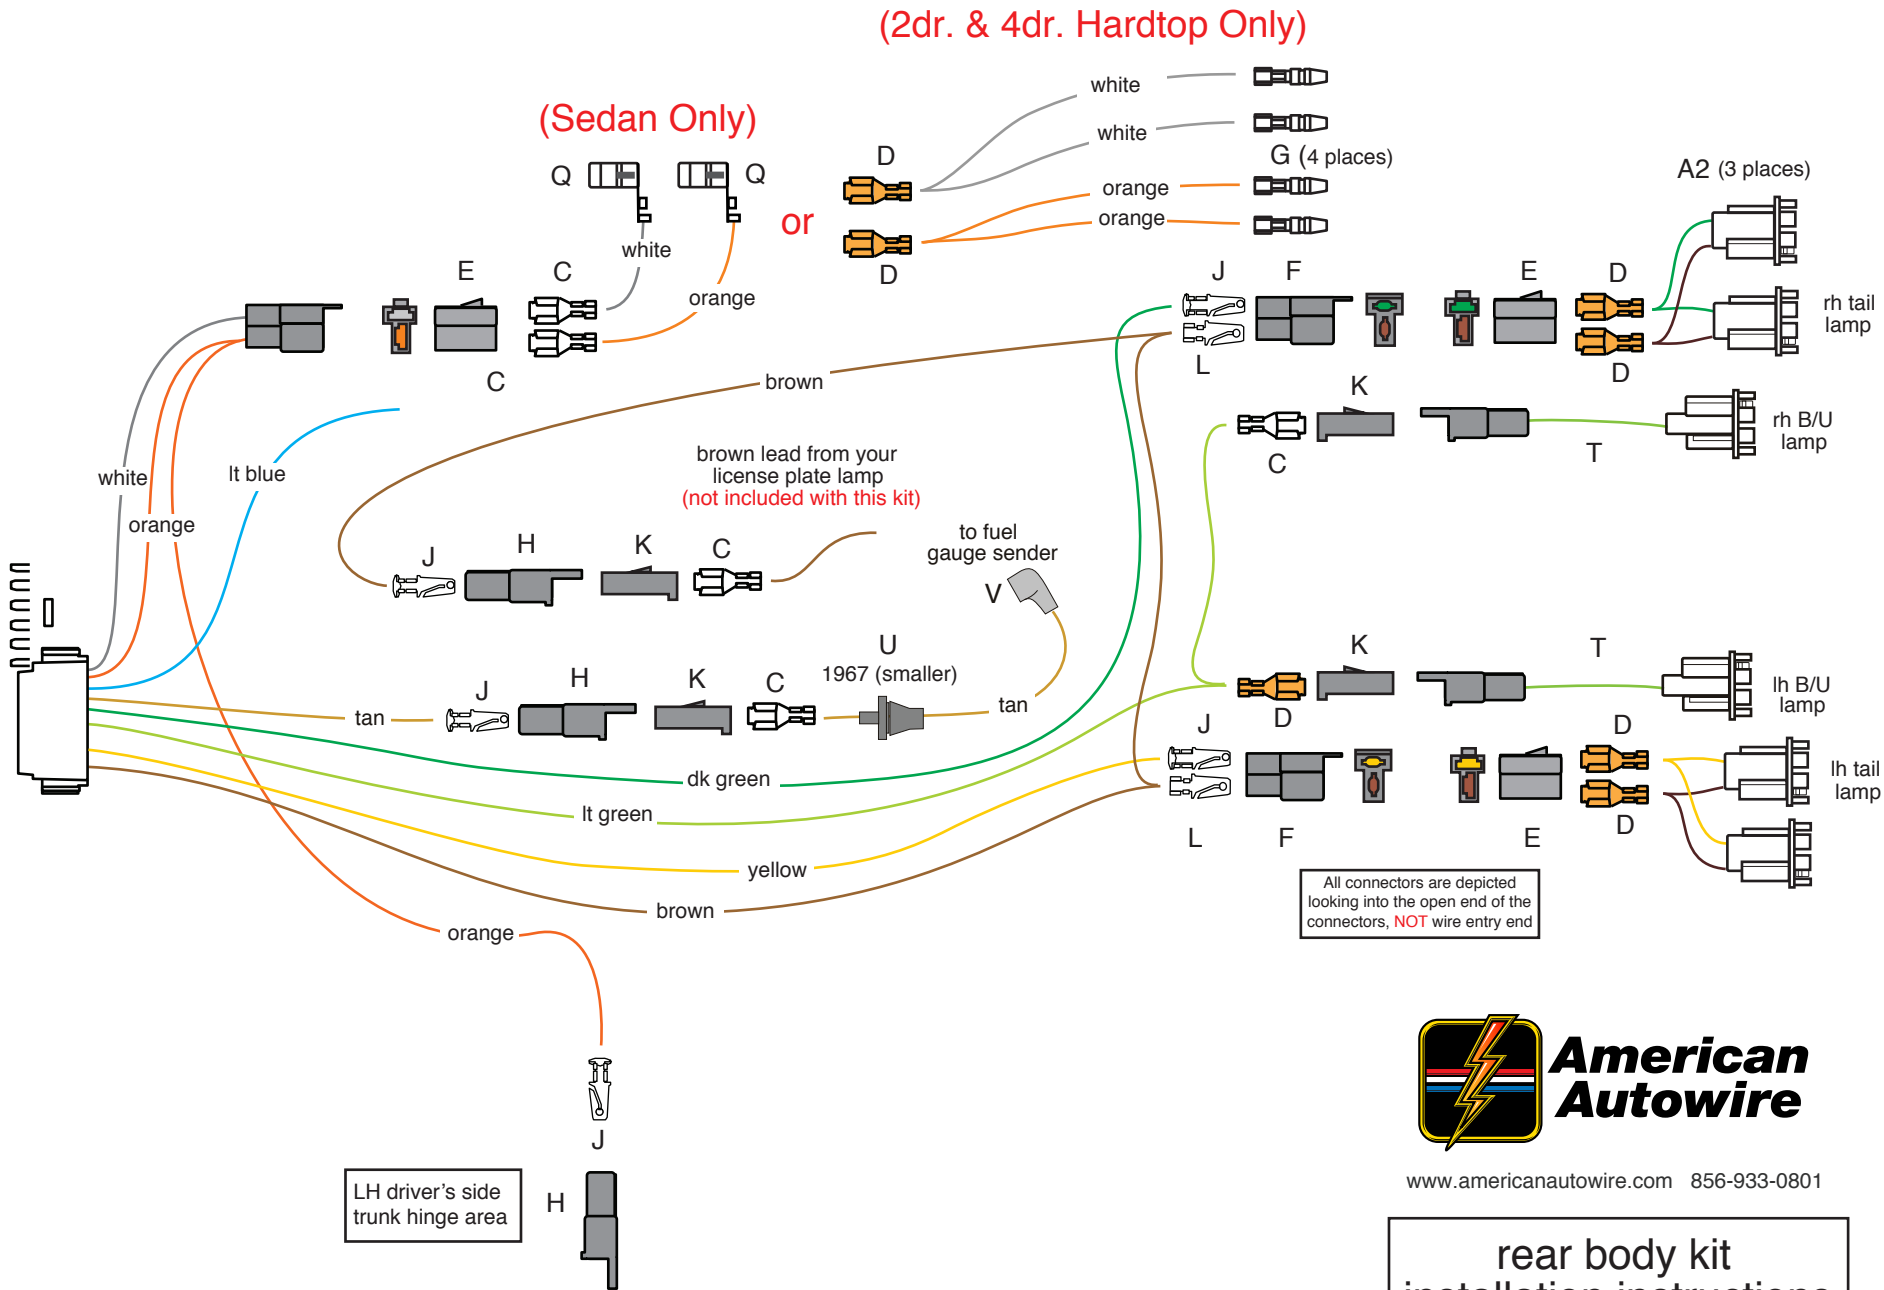 (2dr. & 4dr. Hardtop Only)
white
(Sedan Only)
white
D
G (4 places)
A2 (3 places)
Q
Q
orange
or
orange
white
D
E
C
J
F
E
D
orange
rh tail
lamp
C
L
D
brown
K
rh B/U
lamp
C
T
brown lead from your
license plate lamp
(not included with this kit)
white
lt blue
orange
to fuel
gauge sender
J
H
K
C
V
U
1967 (smaller)
K
T
J
H
K
C
tan
tan
D
lh B/U
lamp
J
D
dk green
lh tail
lamp
lt green
D
L
F
E
yellow
All connectors are depicted
looking into the open end of the
connectors, NOT wire entry end
brown
orange
American
Autowire
J
www.americanautowire.com 856-933-0801
LH driver's side
trunk hinge area
H
rear body kit
installation instructions